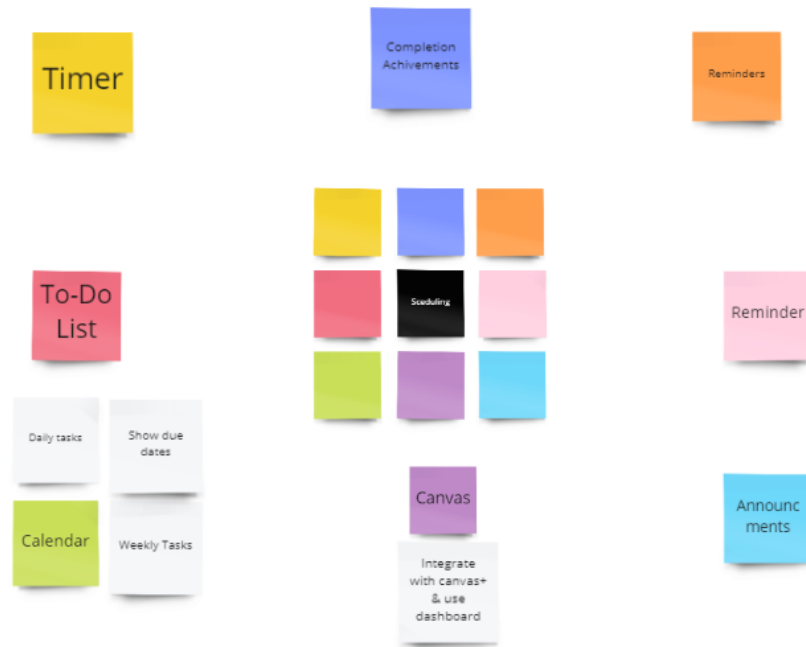 Timer
Completion
Achivements
Reminders
To-Do
List
Sceduling
Reminder
Daily tasks
Show due
dates
Calendar
Weekly Tasks
Canvas
Integrate
with canvas+
& use
dashboard
Announc
ments